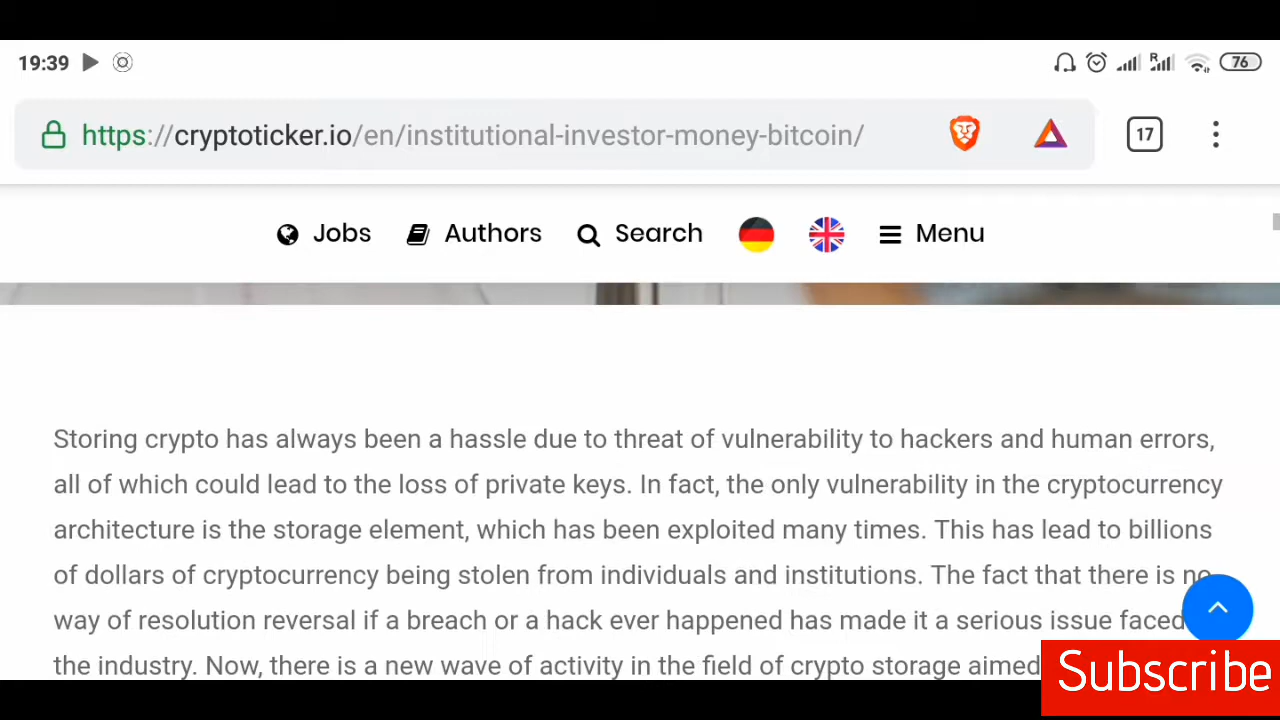 19:39
R
76
https://cryptoticker.io/en/institutional-investor-money-bitcoin/
17
Jobs Authors Search Menu
Storing crypto has always been a hassle due to threat of vulnerability to hackers and human errors,
all of which could lead to the loss of private keys. In fact, the only vulnerability in the cryptocurrency
architecture is the storage element, which has been exploited many times. This has lead to billions
of dollars of cryptocurrency being stolen from individuals and institutions. The fact that there is no
way of resolution reversal if a breach or a hack ever happened has made it a serious issue faced
the industry. Now, there is a new wave of activity in the field of crypto storage aimed
Subscribe